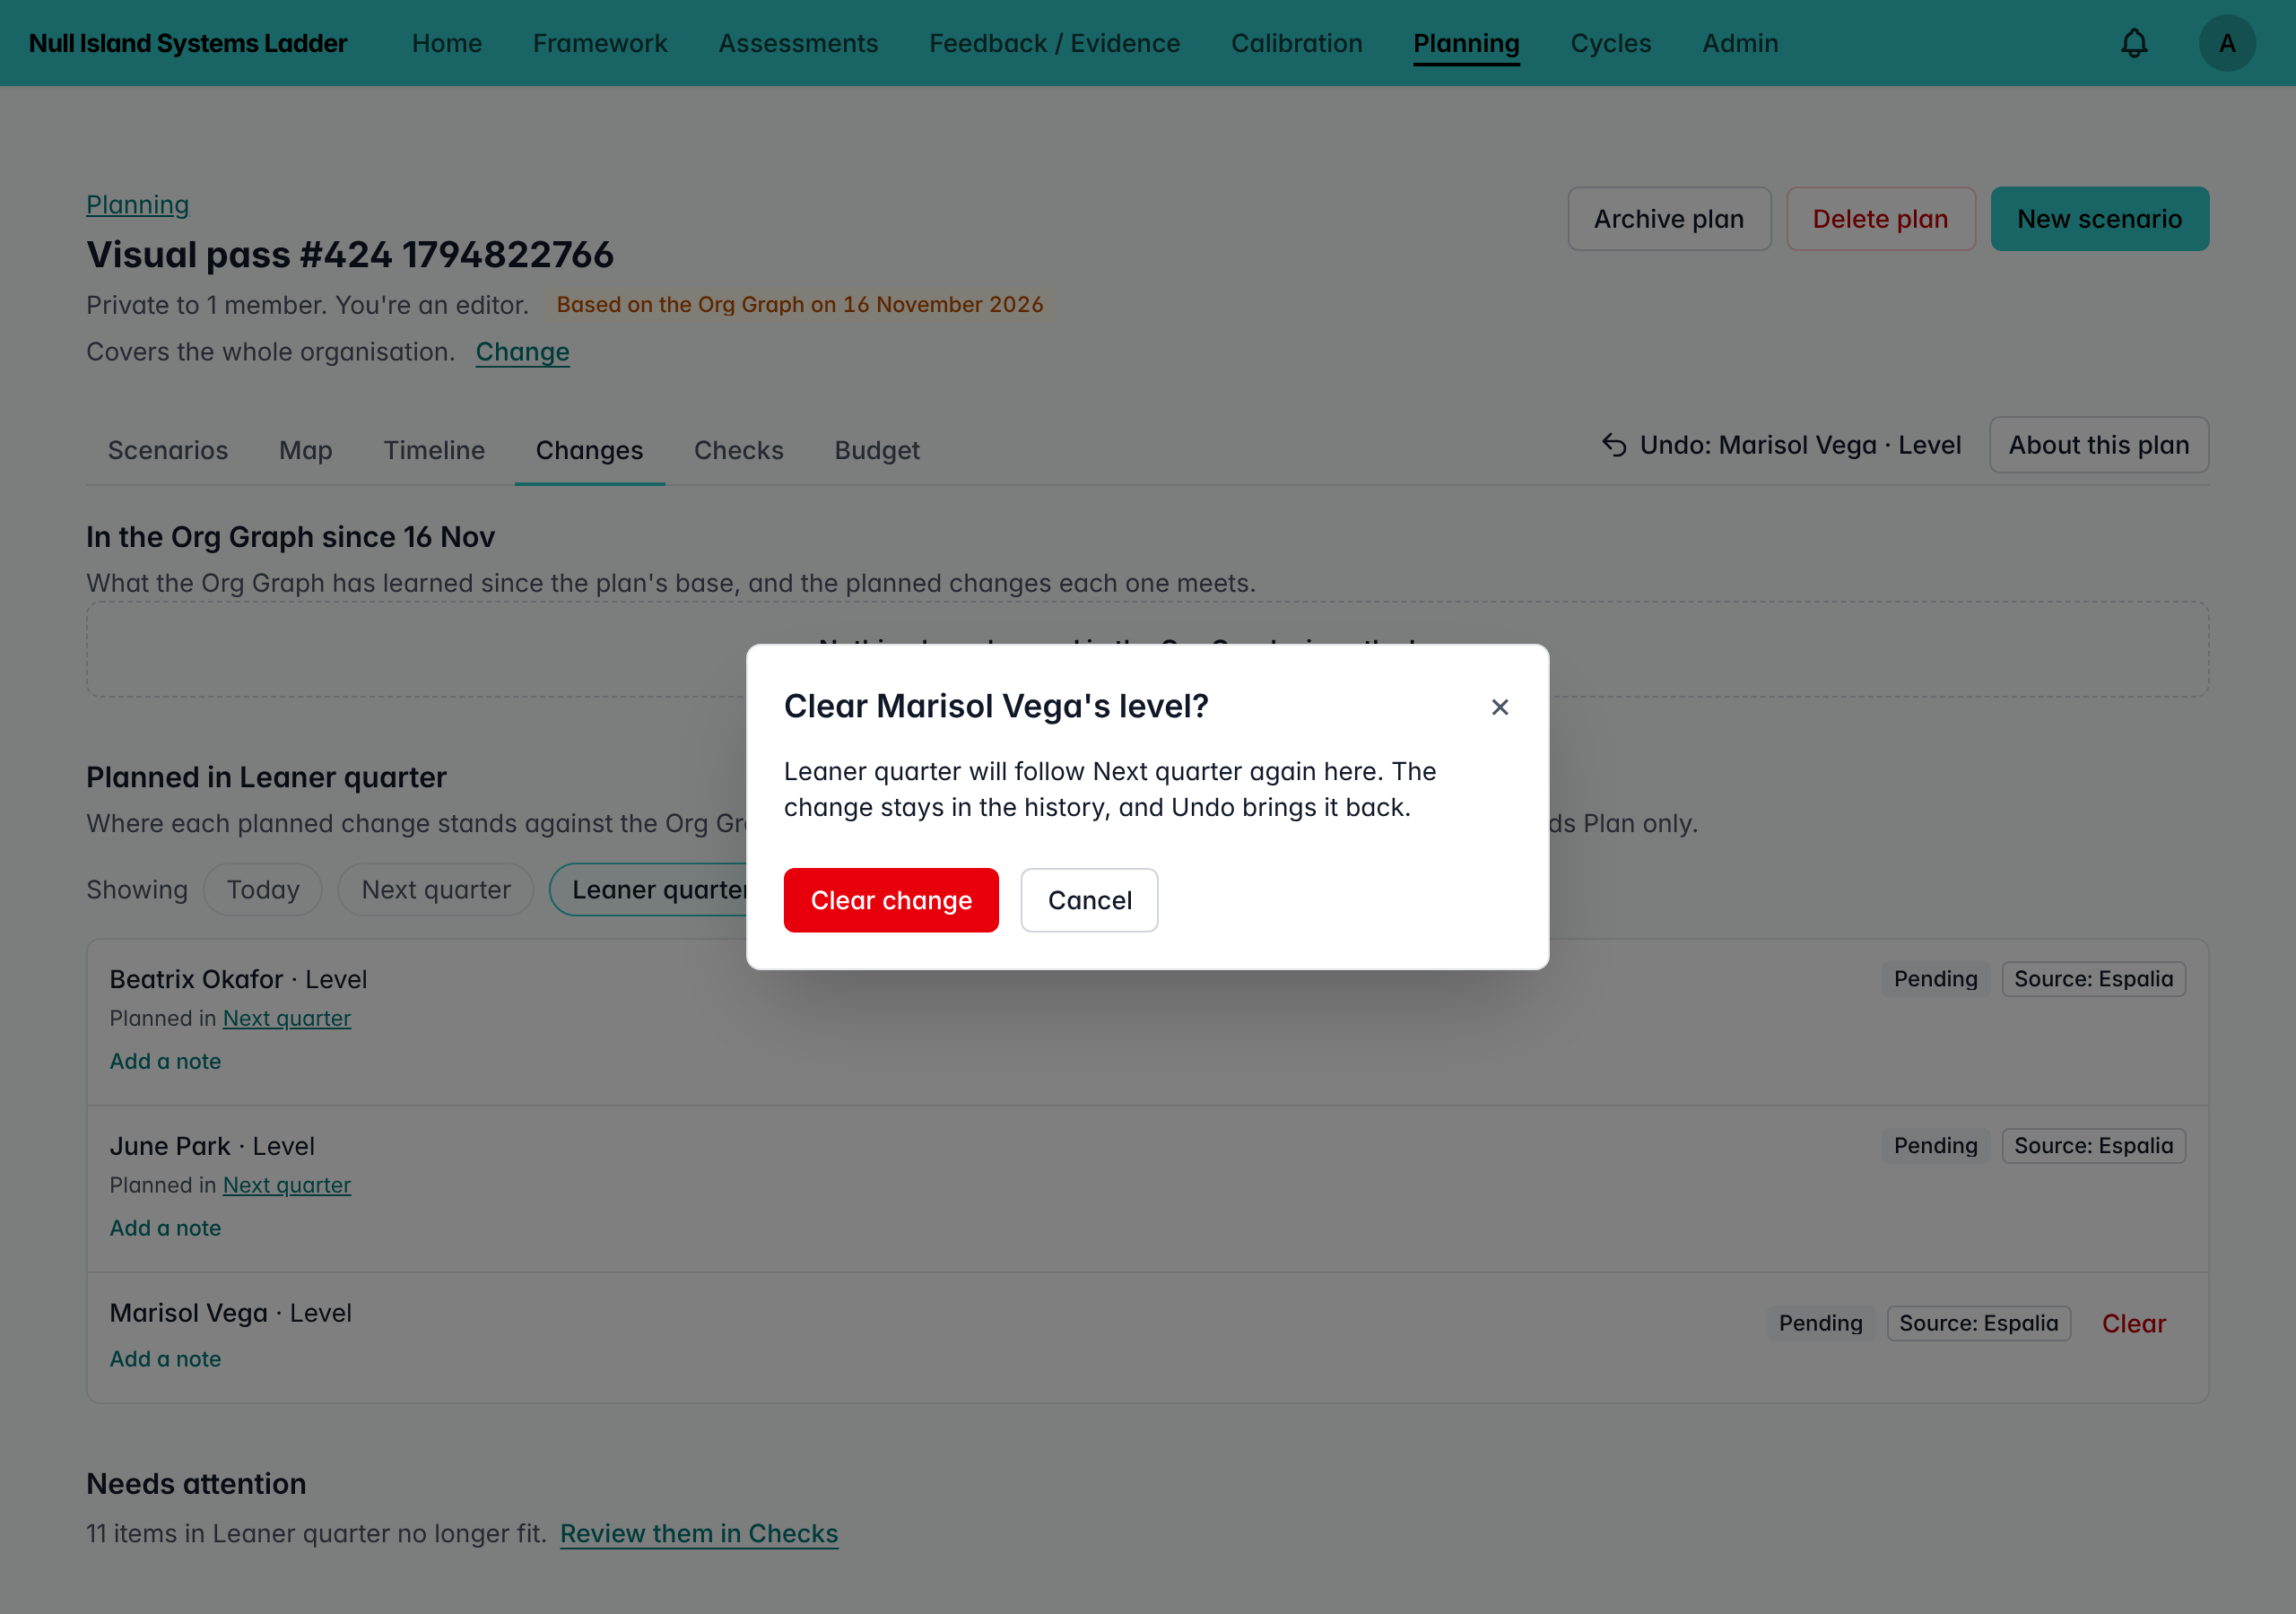 Null Island Systems Ladder
Home
Framework
Assessments
Feedback / Evidence
Calibration
Planning
Cycles
Admin
A
Planning
Archive plan
Delete plan
New scenario
Visual pass #424 1794822766
Private to 1 member. You're an editor.
Based on the Org Graph on 16 November 2026
Covers the whole organisation. Change
Scenarios
Map
Timeline
Changes
Checks
Budget
Undo: Marisol Vega · Level
About this plan
In the Org Graph since 16 Nov
What the Org Graph has learned since the plan's base, and the planned changes each one meets.
Clear Marisol Vega's level?
Leaner quarter will follow Next quarter again here. The
change stays in the history, and Undo brings it back.
Clear change
Cancel
Planned in Leaner quarter
Where each planned change stands against the Org
Plan only.
Showing
Today
Next quarter
Leaner quarter
Beatrix Okafor · Level
Pending
Source: Espalia
Planned in Next quarter
Add a note
June Park · Level
Pending
Source: Espalia
Planned in Next quarter
Add a note
Marisol Vega · Level
Pending
Source: Espalia
Clear
Add a note
Needs attention
11 items in Leaner quarter no longer fit. Review them in Checks